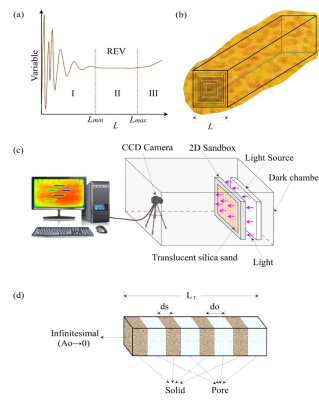 (a)
REV
Variable
I
II
III
Lmin
L
Lmax
(b)
L
(c)
CCD Camera
2D Sandbox
Light Source
Dark chambe
Translucent silica sand
Light
(d)
LT
ds
do
Infinitesimal
(Ao→0)
Solid
Pore